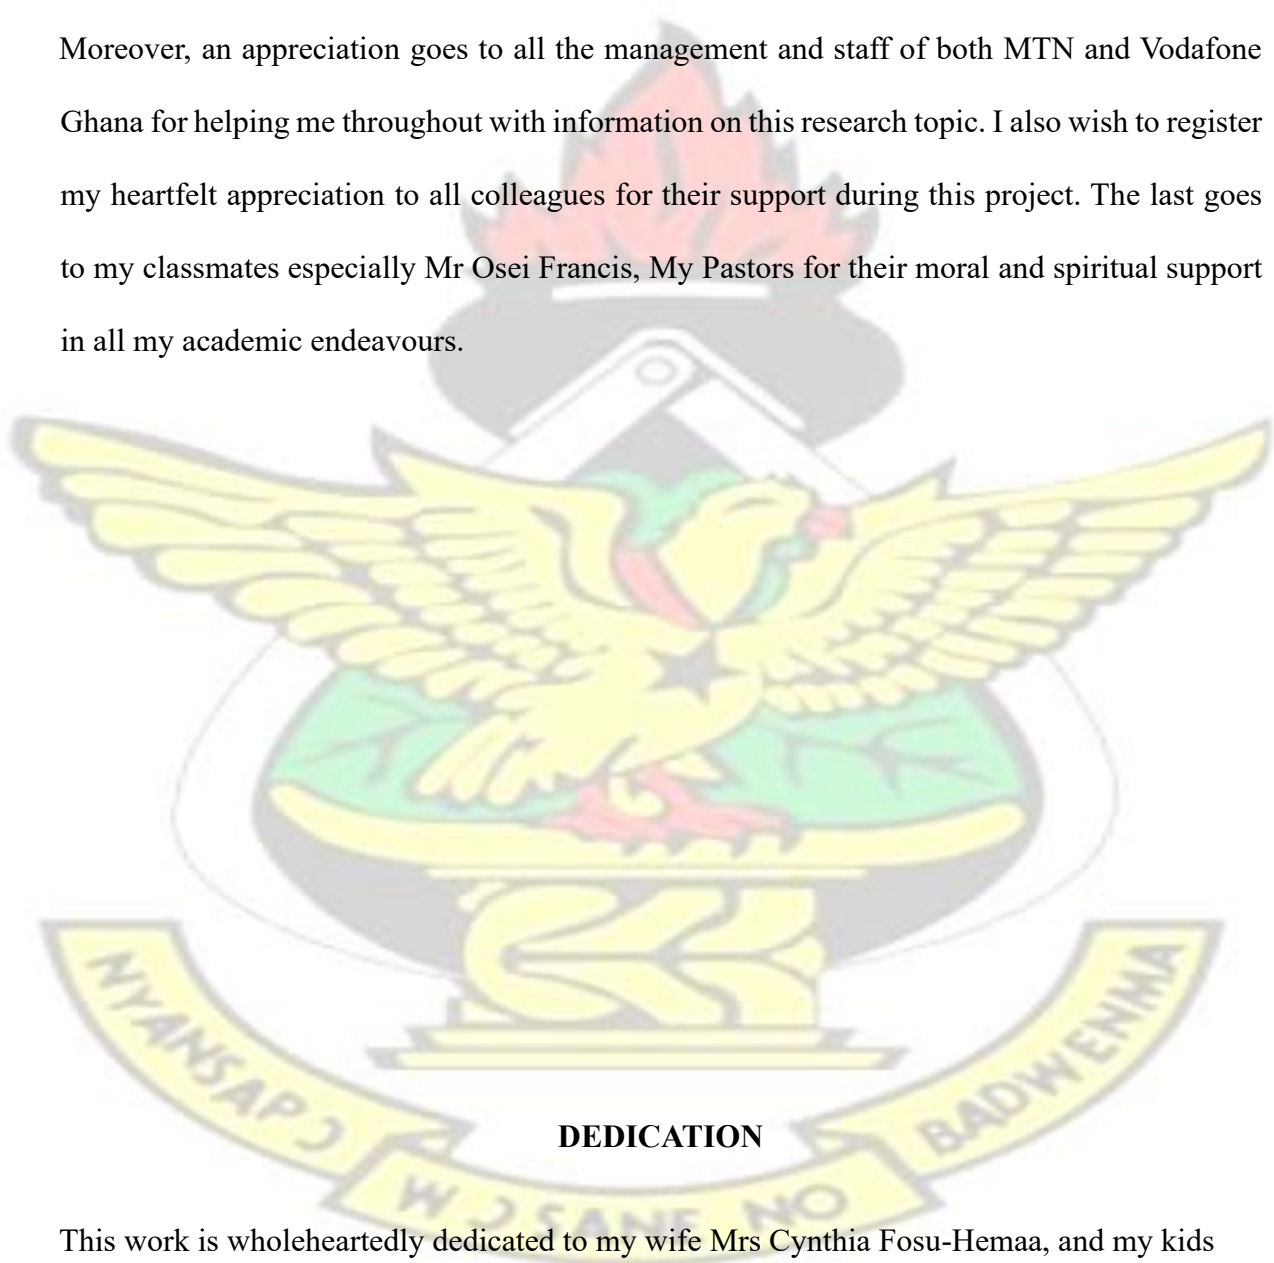 Moreover, an appreciation goes to all the management and staff of both MTN and Vodafone
Ghana for helping me throughout with information on this research topic. I also wish to register
my heartfelt appreciation to all colleagues for their support during this project. The last goes
to my classmates especially Mr Osei Francis, My Pastors for their moral and spiritual support
in all my academic endeavours.
NYANSAPƆ
WƆSANE NO
BADWENMA
DEDICATION
This work is wholeheartedly dedicated to my wife Mrs Cynthia Fosu-Hemaa, and my kids